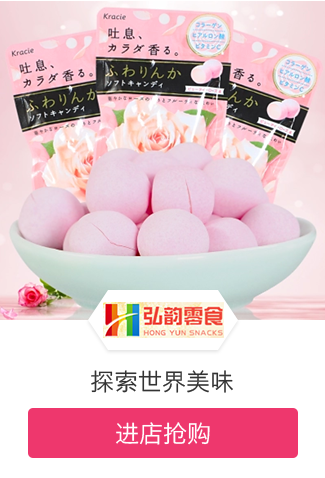 Kracie
吐息、
カラダ香る。
ふわりんか
ソフトキャンディ
コラーゲン
ヒアルロン酸
ビタミンC
弘韵零食
HONG YUN SNACKS
探索世界美味
进店抢购